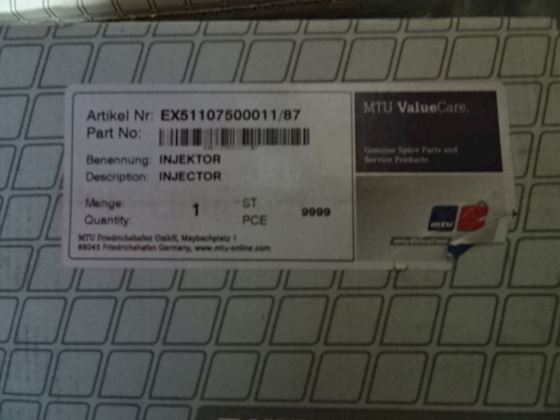 Artikel Nr: EX51107500011/87
Part No:
Benennung: INJEKTOR
Description: INJECTOR
Menge: 1 ST
Quantity: PCE 9999
MTU Friedrichshafen GmbH, Maybachplatz 1
88045 Friedrichshafen Germany, www.mtu-online.com
MTU ValueCare.
Genuine Spare Parts and
Service Products
mtu